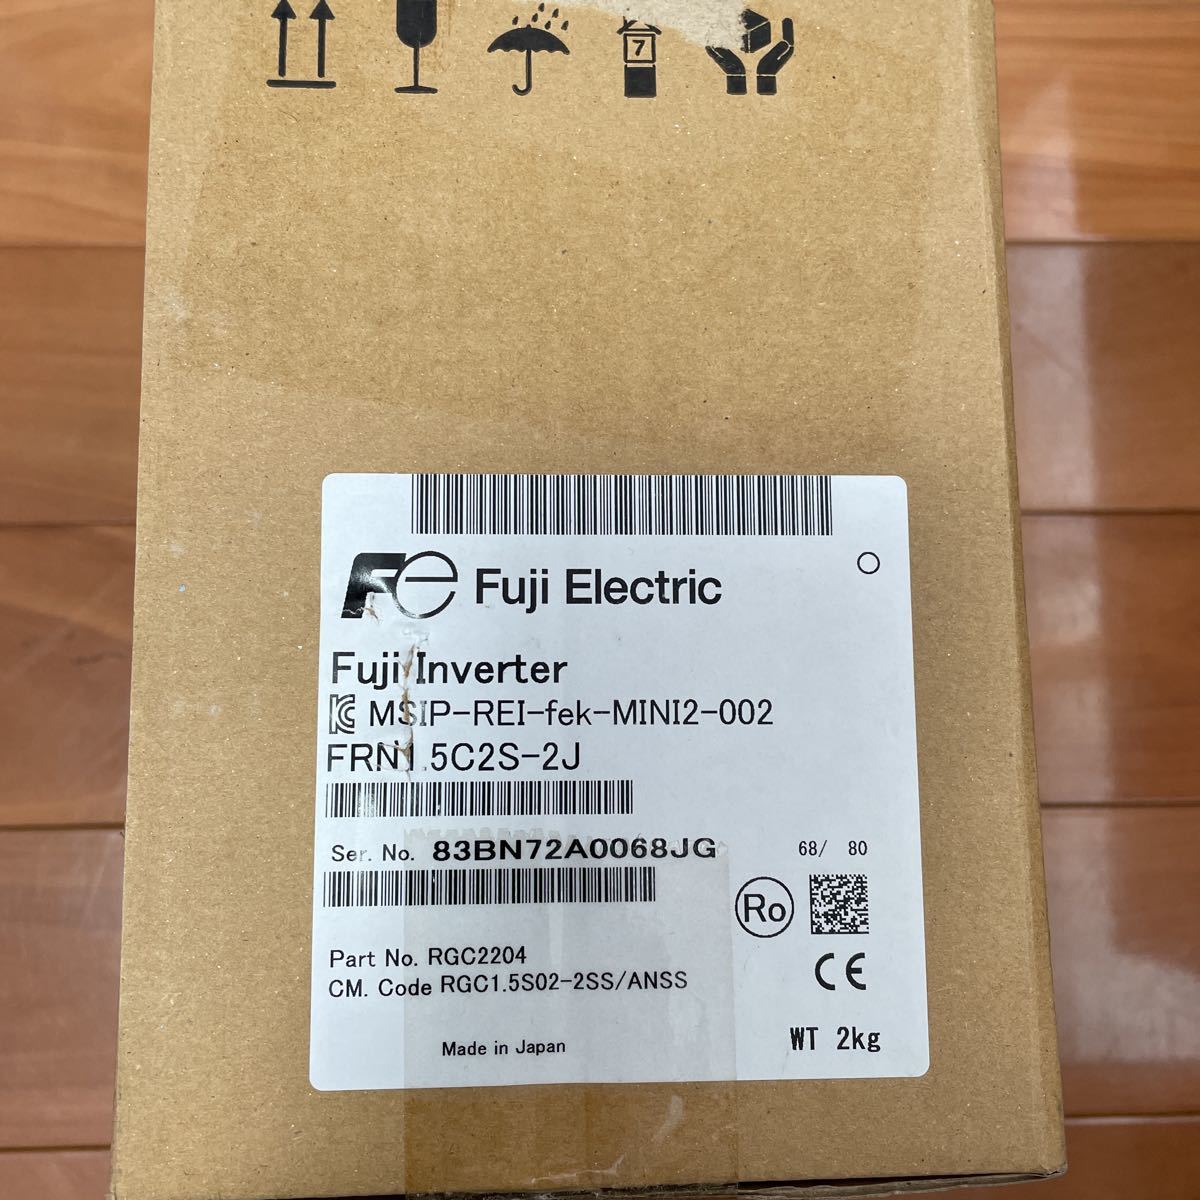 7
Fe Fuji Electric
Fuji Inverter
MSIP-REI-fek-MINI2-002
FRN1.5C2S-2J
Ser. No. 83BN72A0068JG 68/ 80
Ro
Part No. RGC2204
CM. Code RGC1.5S02-2SS/ANSS
CE
Made in Japan
WT 2kg